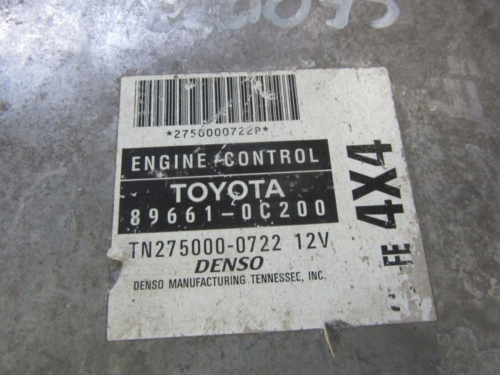 *2750000722P*
ENGINE CONTROL
TOYOTA
89661-0C200
TN275000-0722 12V
DENSO
DENSO MANUFACTURING TENNESSEE, INC.
FE 4X4